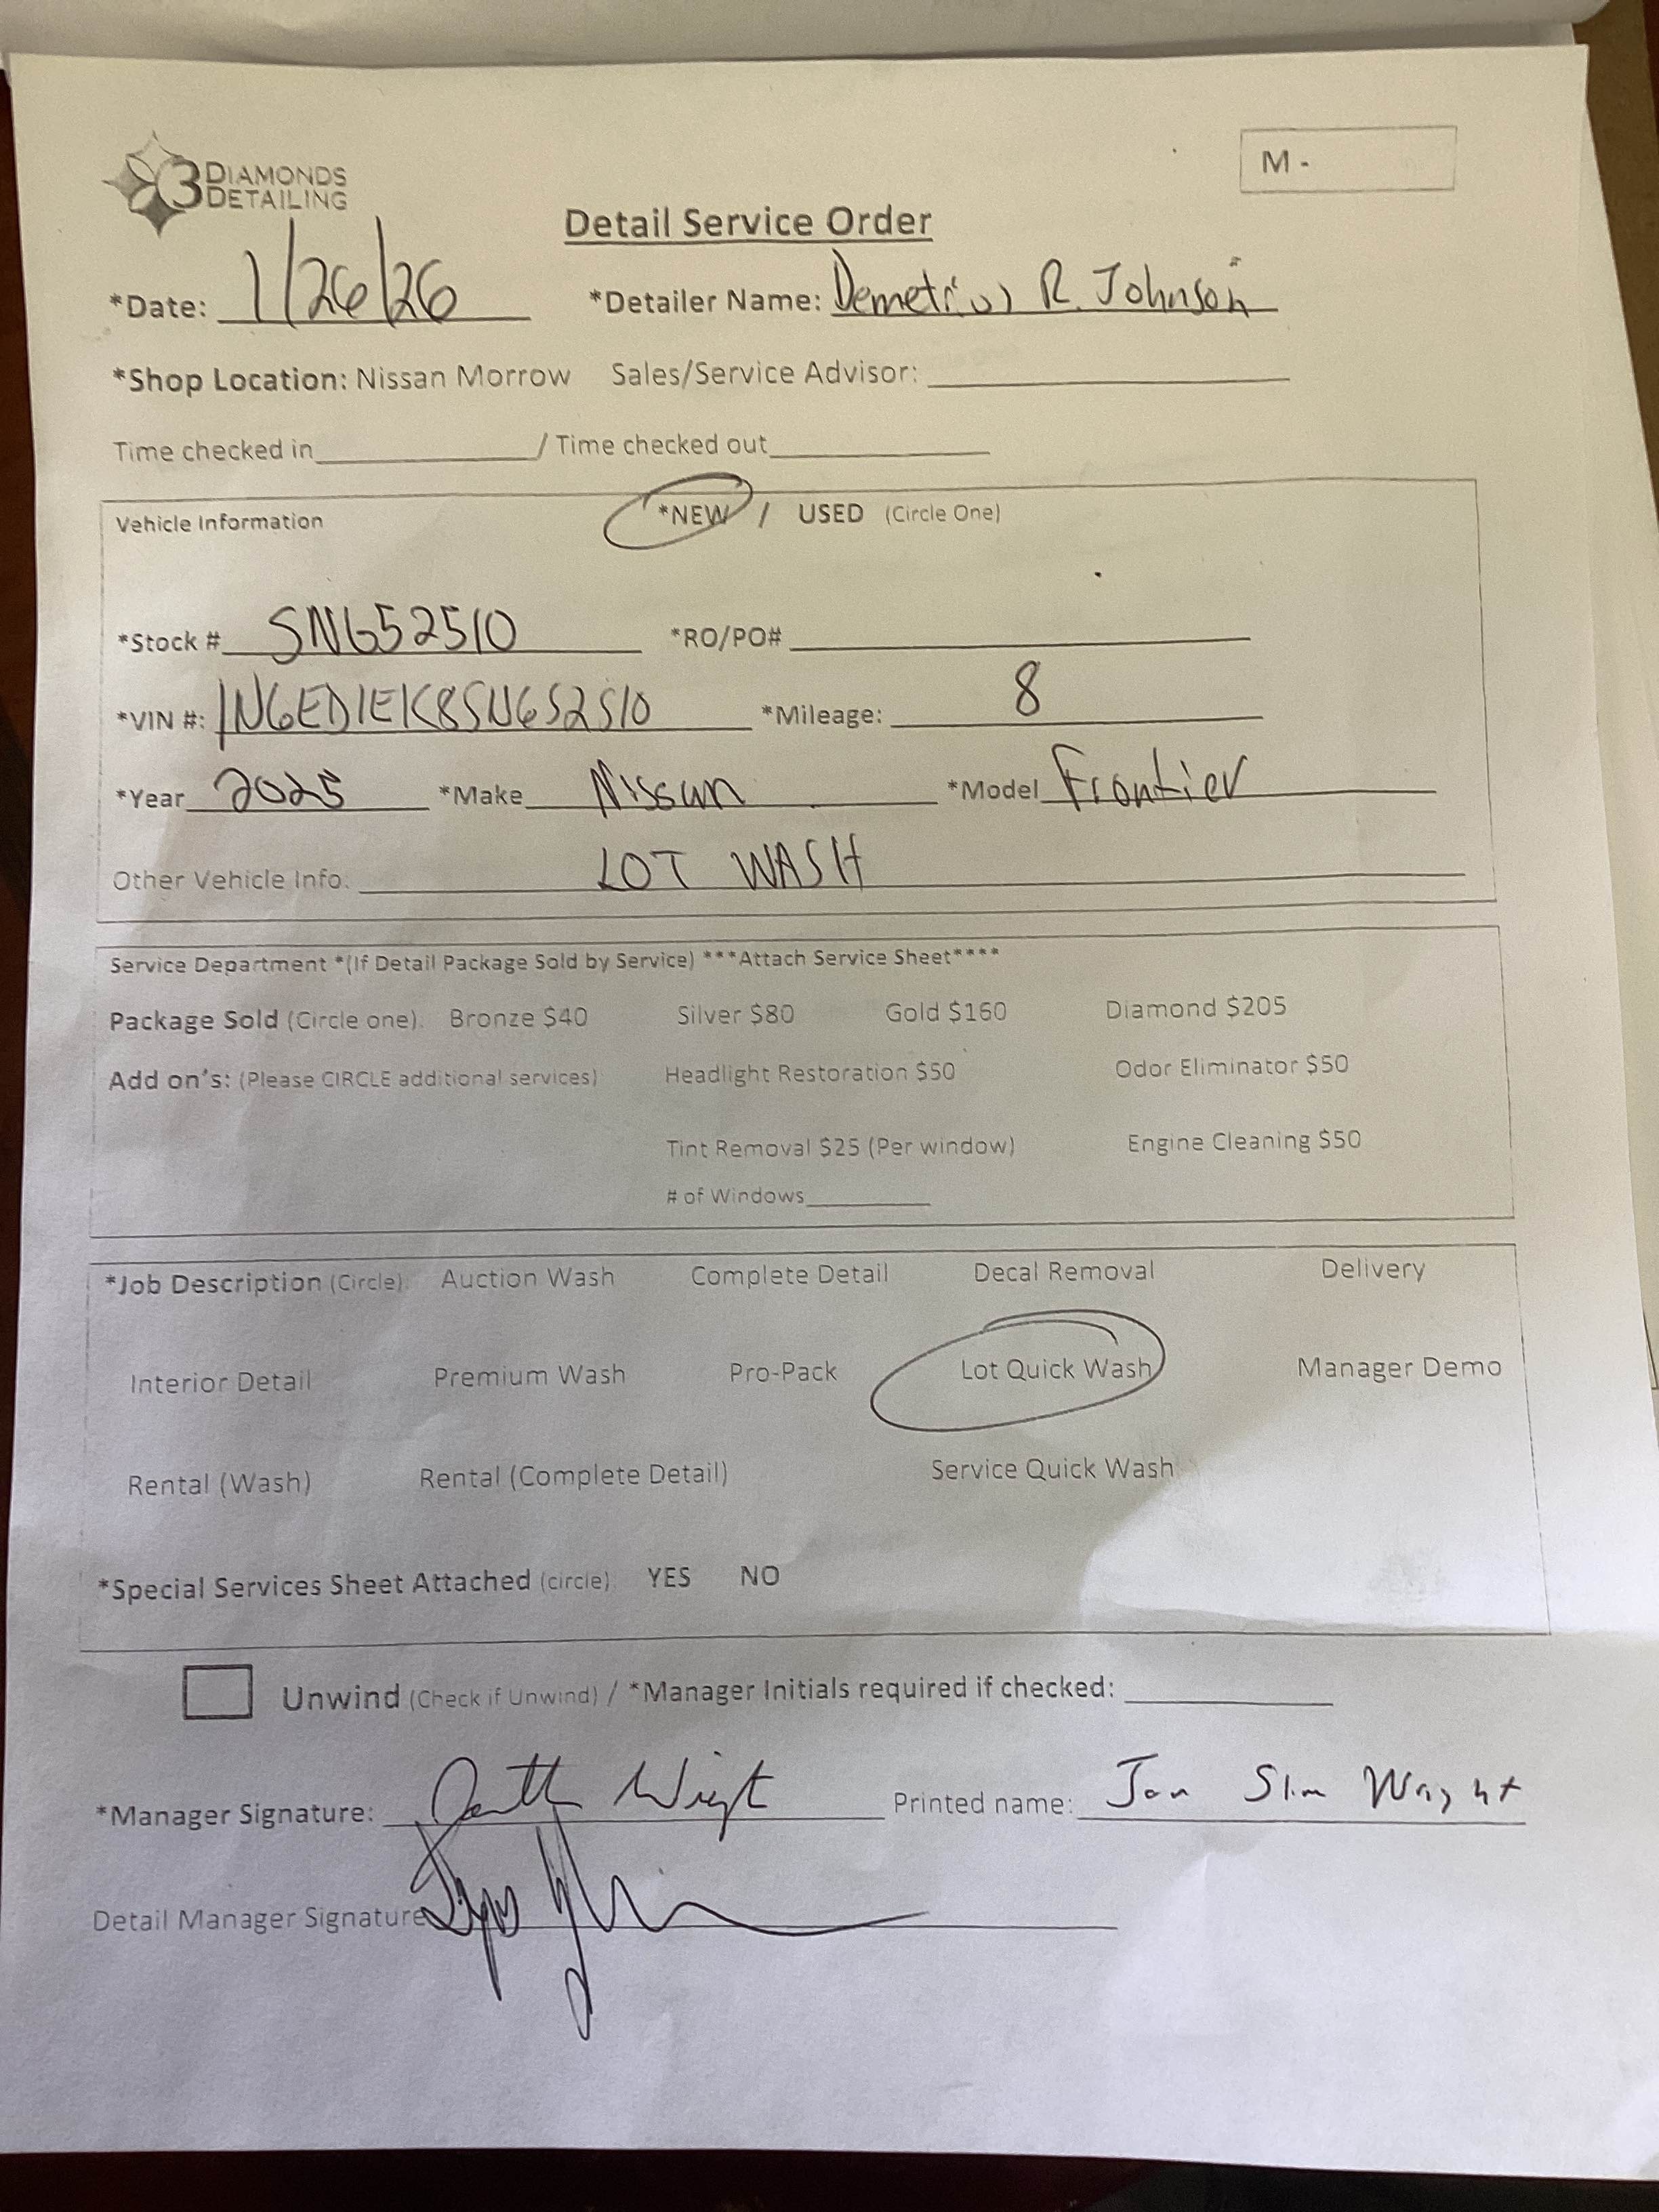 3 DIAMONDS DETAILING
M -
Detail Service Order
*Date: 1/26/26 *Detailer Name: Demetrius R. Johnson
*Shop Location: Nissan Morrow Sales/Service Advisor:
Time checked in / Time checked out
Vehicle Information *NEW / USED (Circle One)
*Stock # SN652510 *RO/PO#
*VIN #: 1N6ED1EK8SN652510 *Mileage: 8
*Year 2025 *Make Nissan *Model Frontier
Other Vehicle Info: LOT WASH
Service Department *(If Detail Package Sold by Service) ***Attach Service Sheet****
Package Sold (Circle one). Bronze $40 Silver $80 Gold $160 Diamond $205
Add on's: (Please CIRCLE additional services) Headlight Restoration $50 Odor Eliminator $50
Tint Removal $25 (Per window) Engine Cleaning $50
# of Windows
*Job Description (Circle): Auction Wash Complete Detail Decal Removal Delivery
Interior Detail Premium Wash Pro-Pack Lot Quick Wash Manager Demo
Rental (Wash) Rental (Complete Detail) Service Quick Wash
*Special Services Sheet Attached (circle) YES NO
Unwind (Check if Unwind) / *Manager Initials required if checked:
*Manager Signature: Wright Printed name: Jon Slim Wright
Detail Manager Signature